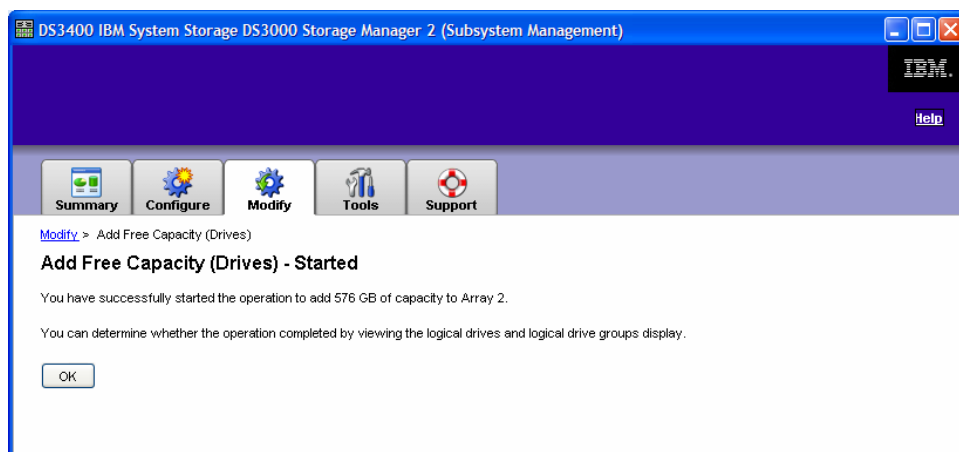 DS3400 IBM System Storage DS3000 Storage Manager 2 (Subsystem Management)
IBM.
Help
Summary
Configure
Modify
Tools
Support
Modify > Add Free Capacity (Drives)
Add Free Capacity (Drives) - Started
You have successfully started the operation to add 576 GB of capacity to Array 2.
You can determine whether the operation completed by viewing the logical drives and logical drive groups display.
OK